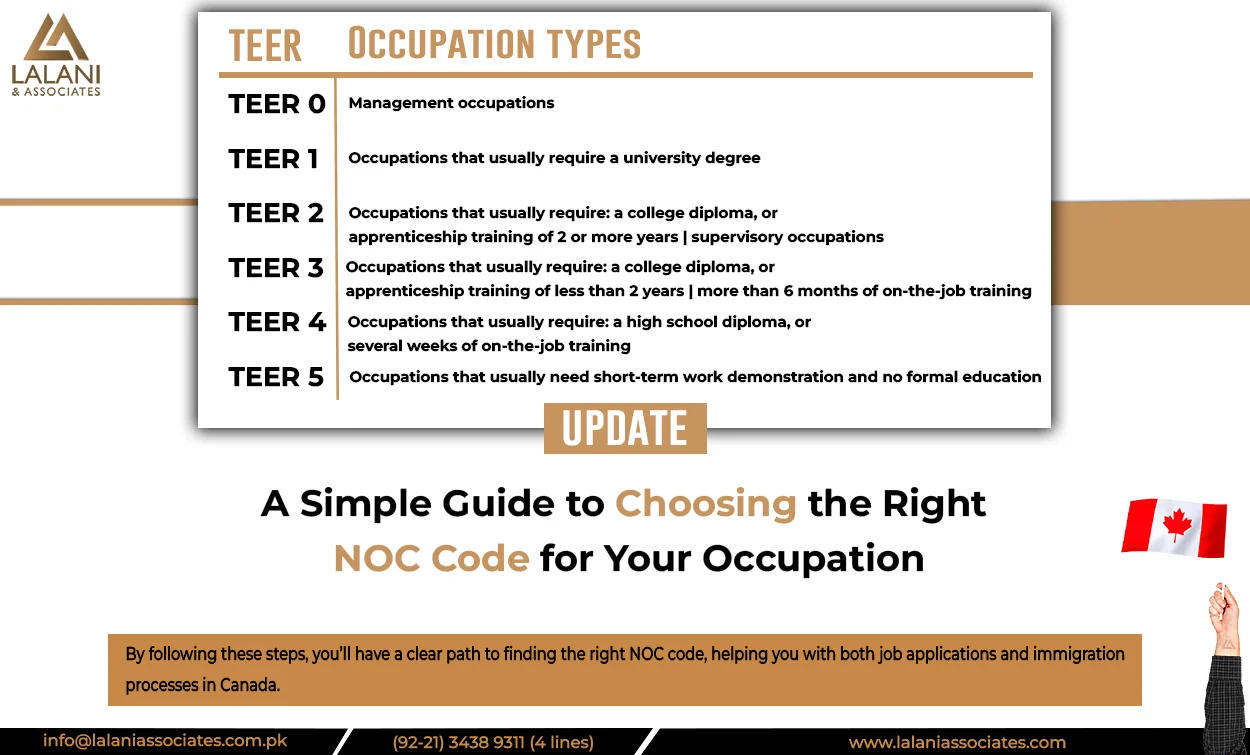 LALANI
& ASSOCIATES
TEER OCCUPATION TYPES
TEER 0 Management occupations
TEER 1 Occupations that usually require a university degree
TEER 2 Occupations that usually require: a college diploma, or
apprenticeship training of 2 or more years | supervisory occupations
TEER 3 Occupations that usually require: a college diploma, or
apprenticeship training of less than 2 years | more than 6 months of on-the-job training
TEER 4 Occupations that usually require: a high school diploma, or
several weeks of on-the-job training
TEER 5 Occupations that usually need short-term work demonstration and no formal education
UPDATE
A Simple Guide to Choosing the Right
NOC Code for Your Occupation
By following these steps, you'll have a clear path to finding the right NOC code, helping you with both job applications and immigration
processes in Canada.
info@lalaniassociates.com.pk (92-21) 3438 9311 (4 lines) www.lalaniassociates.com